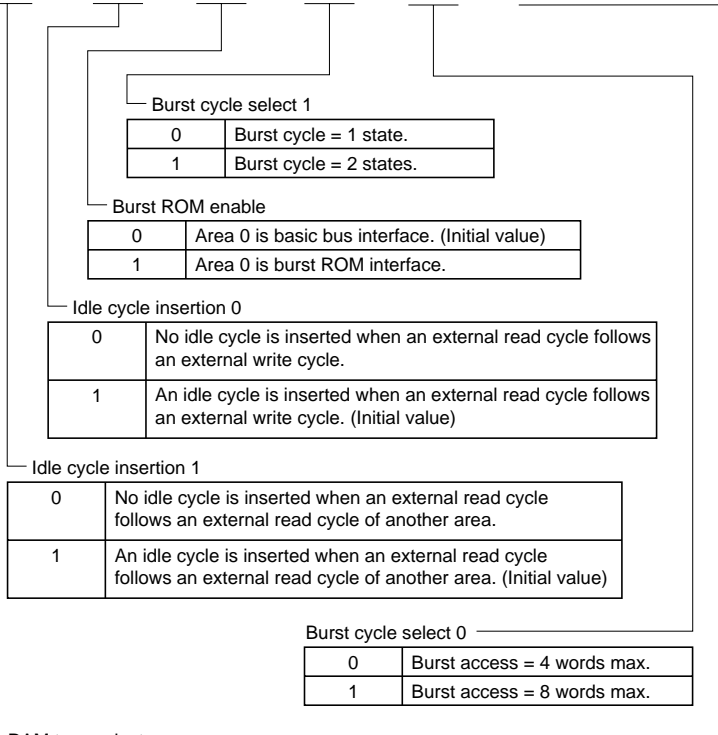 Burst cycle select 1
0 Burst cycle = 1 state.
1 Burst cycle = 2 states.
Burst ROM enable
0 Area 0 is basic bus interface. (Initial value)
1 Area 0 is burst ROM interface.
Idle cycle insertion 0
0 No idle cycle is inserted when an external read cycle follows
an external write cycle.
1 An idle cycle is inserted when an external read cycle follows
an external write cycle. (Initial value)
Idle cycle insertion 1
0 No idle cycle is inserted when an external read cycle
follows an external read cycle of another area.
1 An idle cycle is inserted when an external read cycle
follows an external read cycle of another area. (Initial value)
Burst cycle select 0
0 Burst access = 4 words max.
1 Burst access = 8 words max.